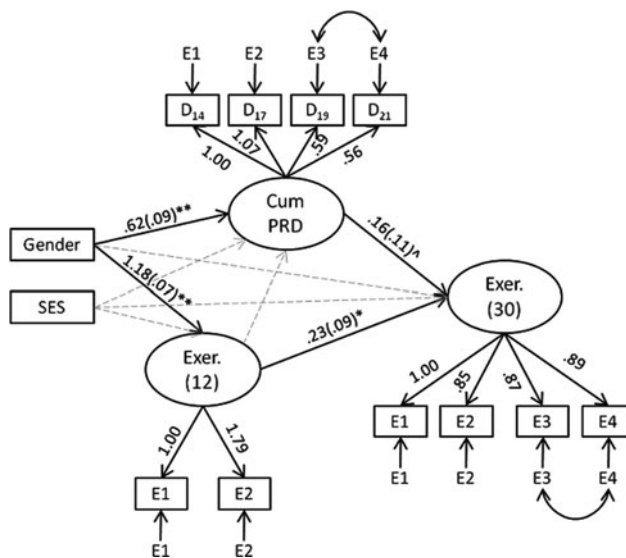 E1 E2 E3 E4
D14 D17 D19 D21
1.00 1.07 .59 .56
Cum
PRD
.62(.09)**
Gender
.16(.11)^
1.18(.07)**
SES
Exer.
(30)
.23(.09)*
Exer.
(12)
1.00 .85 .87 .89
E1 E2 E3 E4
E1 E2 E3 E4
1.00 1.79
E1 E2
E1 E2